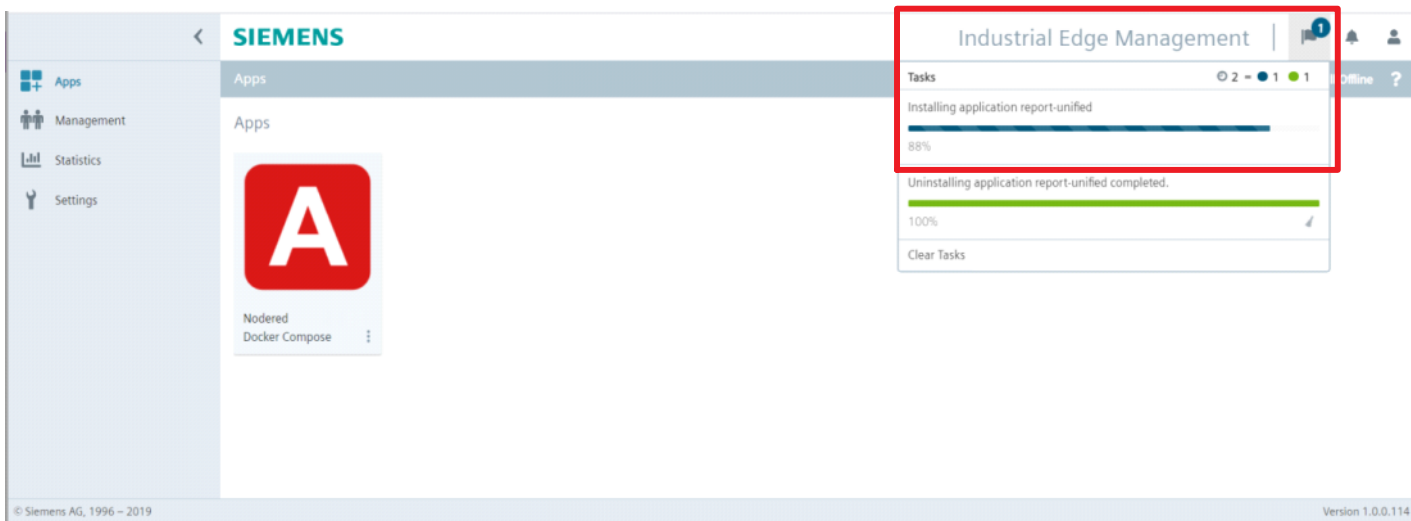 SIEMENS
Industrial Edge Management
1
Apps
Management
Statistics
Settings
Apps
Offline
?
Apps
A
Nodered
Docker Compose
Tasks
2 = 1 1
Installing application report-unified
88%
Uninstalling application report-unified completed.
100%
Clear Tasks
© Siemens AG, 1996 – 2019
Version 1.0.0.114